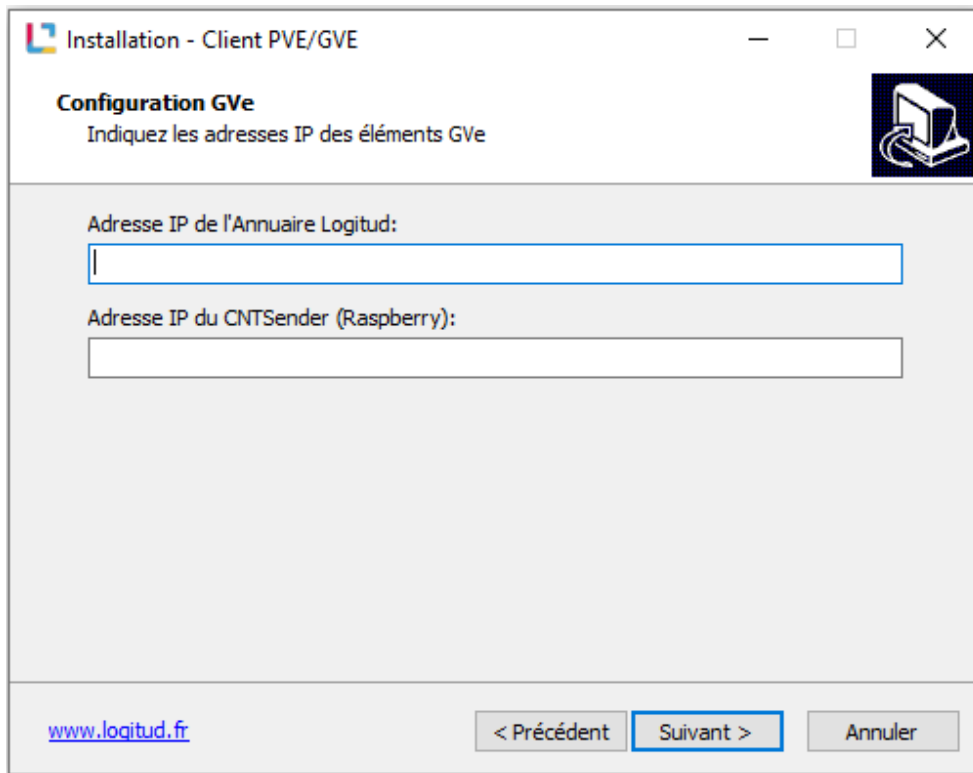 Installation - Client PVE/GVE
Configuration GVe
Indiquez les adresses IP des éléments GVe
Adresse IP de l'Annuaire Logitud:
Adresse IP du CNTSender (Raspberry):
www.logitud.fr
< Précédent
Suivant >
Annuler